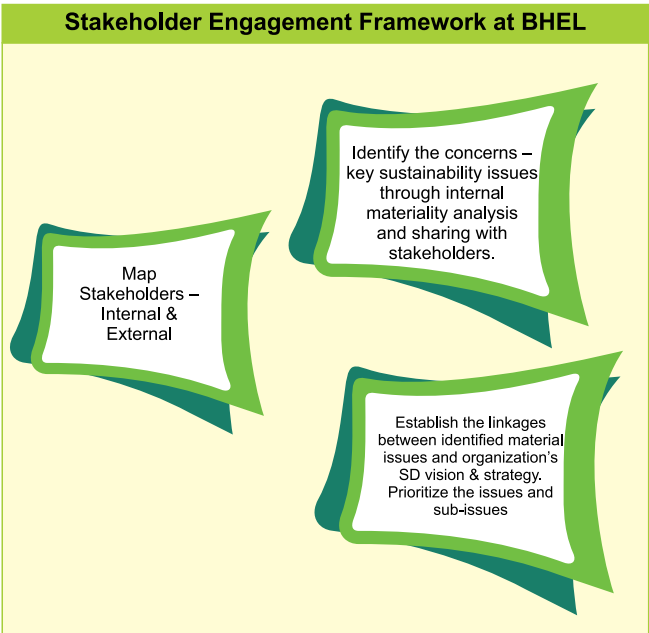 Stakeholder Engagement Framework at BHEL
Map
Stakeholders –
Internal &
External
Identify the concerns –
key sustainability issues
through internal
materiality analysis
and sharing with
stakeholders.
Establish the linkages
between identified material
issues and organization's
SD vision & strategy.
Prioritize the issues and
sub-issues